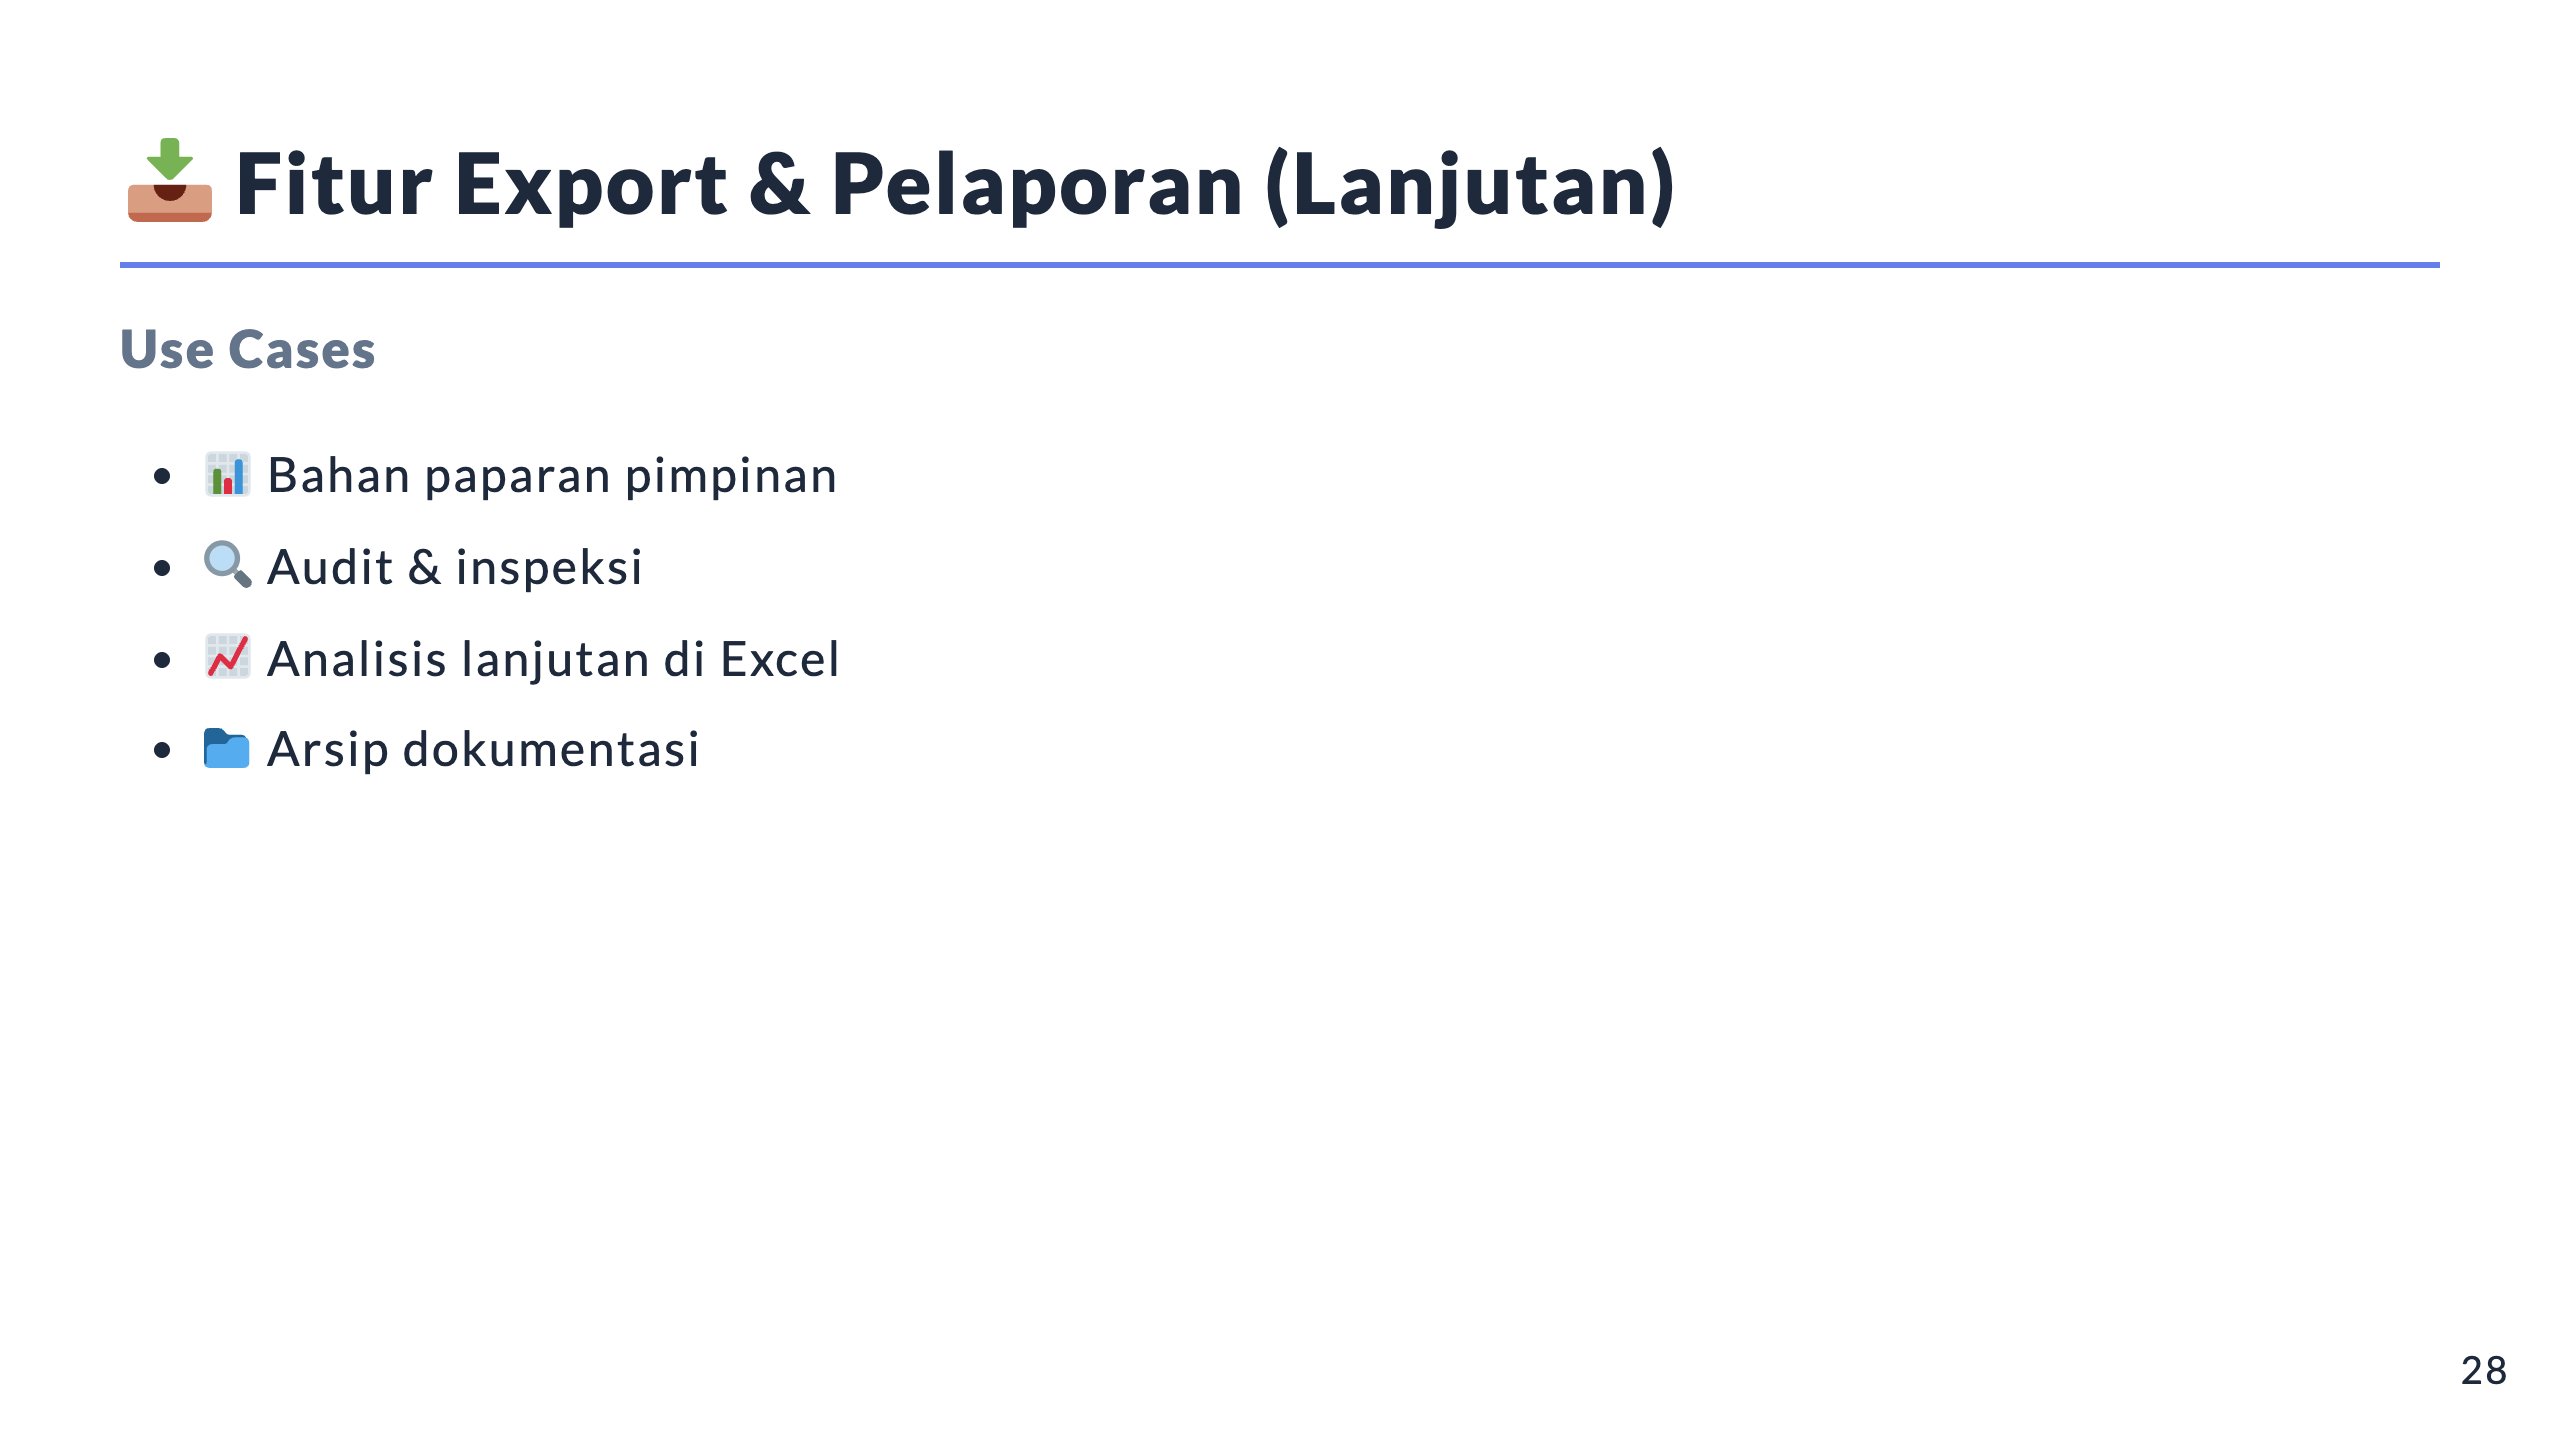 Fitur Export & Pelaporan (Lanjutan)
Use Cases
• Bahan paparan pimpinan
• Audit & inspeksi
• Analisis lanjutan di Excel
• Arsip dokumentasi
28